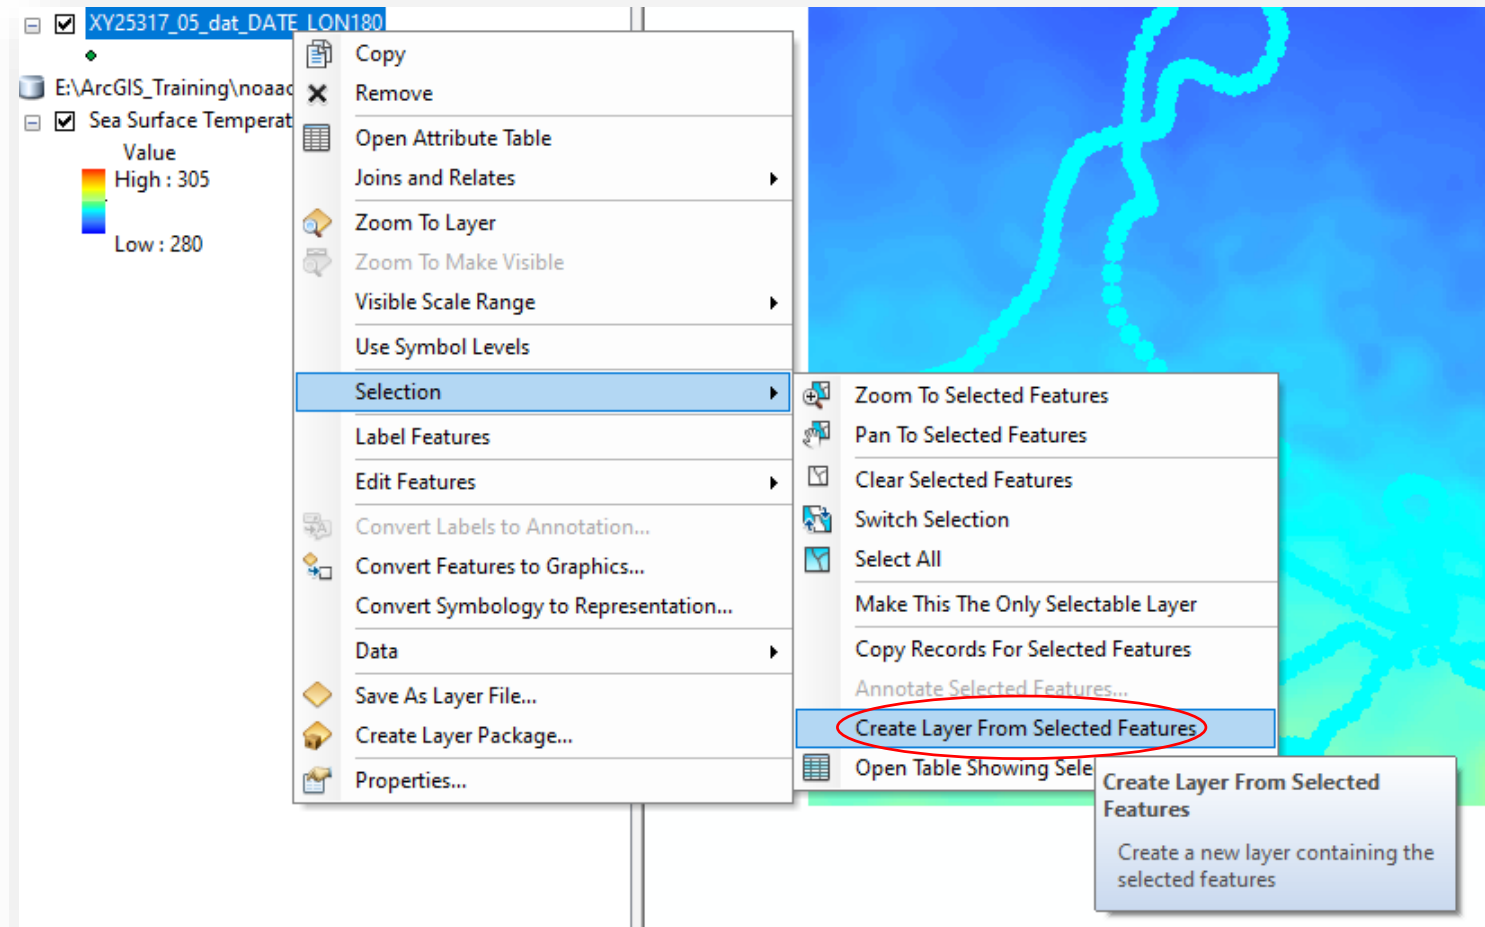 XY25317_05_dat_DATE_LON180
E:\ArcGIS_Training\noaa
Sea Surface Temperat
Value
High : 305
Low : 280
Copy
Remove
Open Attribute Table
Joins and Relates
Zoom To Layer
Zoom To Make Visible
Visible Scale Range
Use Symbol Levels
Selection
Label Features
Edit Features
Convert Labels to Annotation...
Convert Features to Graphics...
Convert Symbology to Representation...
Data
Save As Layer File...
Create Layer Package...
Properties...
Zoom To Selected Features
Pan To Selected Features
Clear Selected Features
Switch Selection
Select All
Make This The Only Selectable Layer
Copy Records For Selected Features
Annotate Selected Features...
Create Layer From Selected Features
Open Table Showing Sele
Create Layer From Selected
Features
Create a new layer containing the
selected features